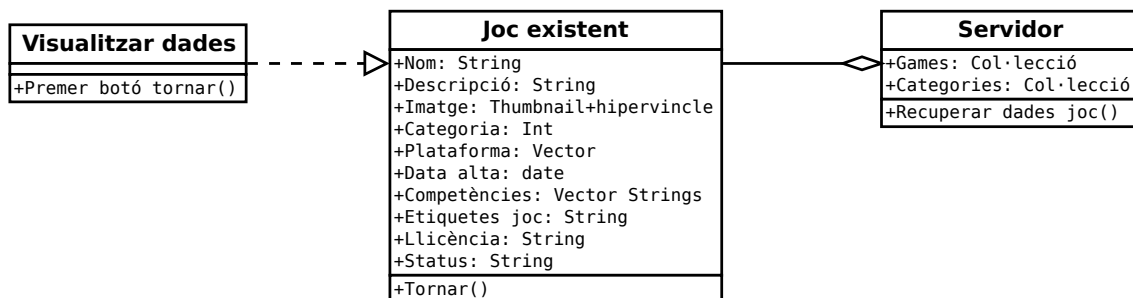 Visualitzar dades
+Premer botó tornar()
Joc existent
+Nom: String
+Descripció: String
+Imatge: Thumbnail+hipervincle
+Categoria: Int
+Plataforma: Vector
+Data alta: date
+Competències: Vector Strings
+Etiquetes joc: String
+Llicència: String
+Status: String
+Tornar()
Servidor
+Games: Col·lecció
+Categories: Col·lecció
+Recuperar dades joc()